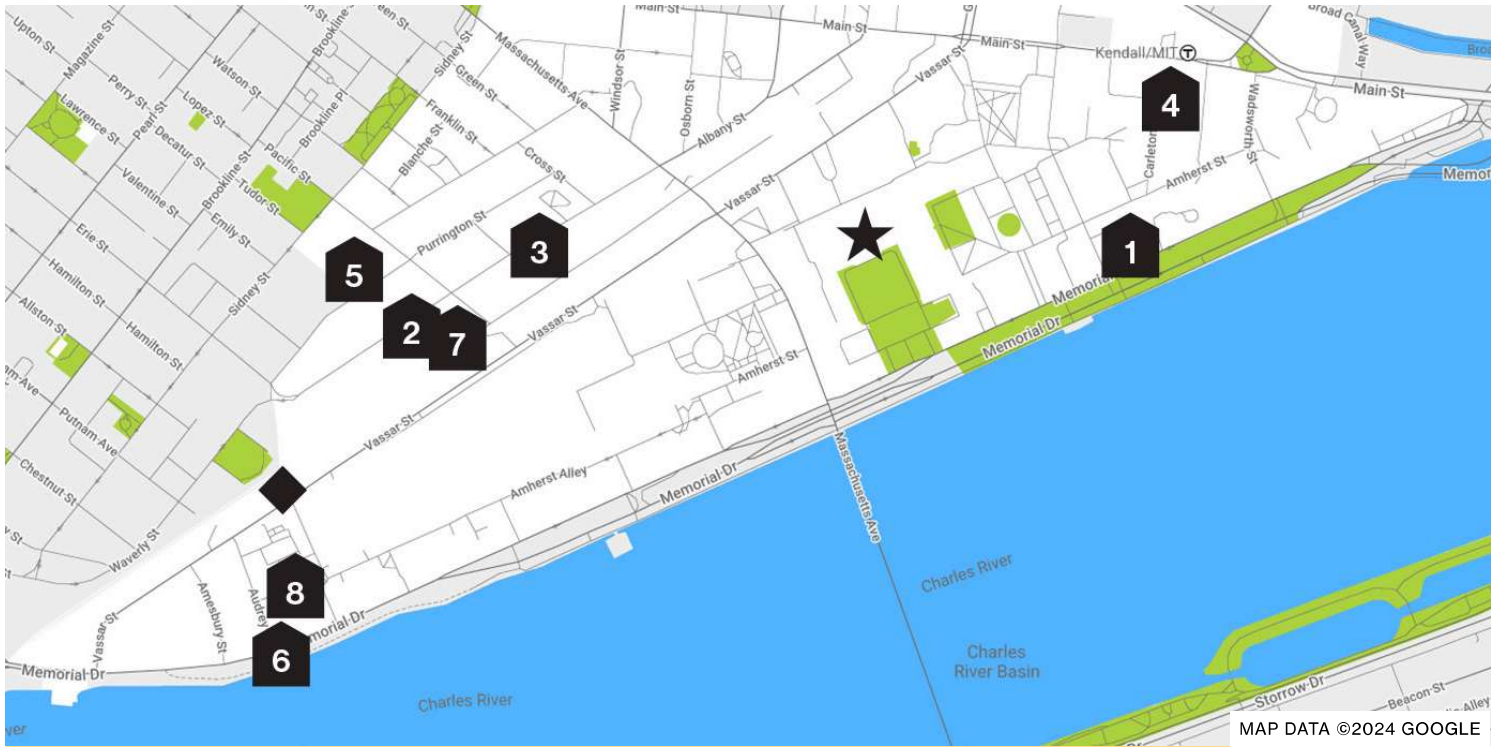 Upton St
Magazine St
Brookline St
Sidney St
Massachusetts Ave
Main St
Main St
Main St
Broad Canal Way
Kendall/MIT T
Main St
Watson St
Perry St
Lopez St
Lawrence St
Pearl St
Decatur St
Brookline Pl
Green St
Franklin St
Blanche St
Cross St
Windsor St
Osborn St
Albany St
Vassar St
4
Carleton
Wadsworth St
Amherst St
Valentine St
Brookline St
Pacific St
Tudor St
Emily St
Erie St
Purrington St
Vassar St
3
5
1
Memorial
Hamilton St
Sidney St
Allston St
Hamilton St
2
7
Vassar St
Amherst St
Memorial Dr
Putnam Ave
Vassar St
Chestnut St
Amherst Alley
Memorial Dr
Massachusetts Ave
Waverly St
8
Amesbury St
Audrey
Vassar St
morial Dr
6
Memorial Dr
Charles River
Charles River
Charles
River Basin
Storrow Dr
Beacon St
MAP DATA ©2024 GOOGLE